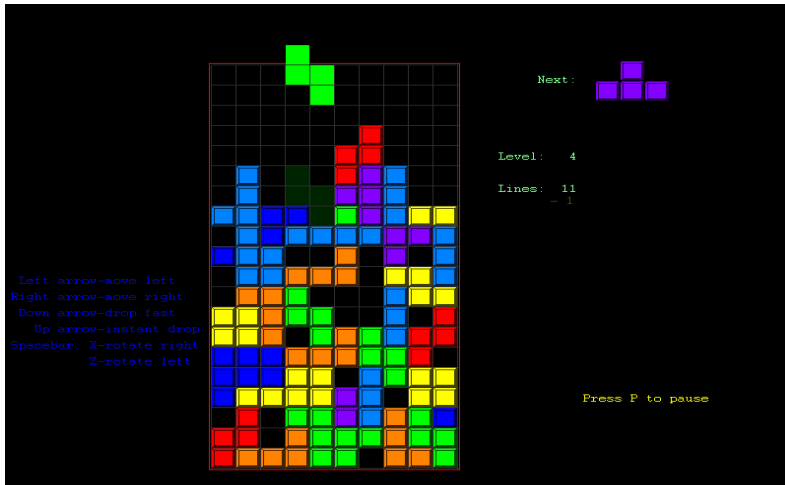 Next:
Level: 4
Lines: 11
- 1
Left arrow-move left
Right arrow-move right
Down arrow-drop fast
Up arrow-instant drop
Spacebar, X-rotate right
Z-rotate left
Press P to pause